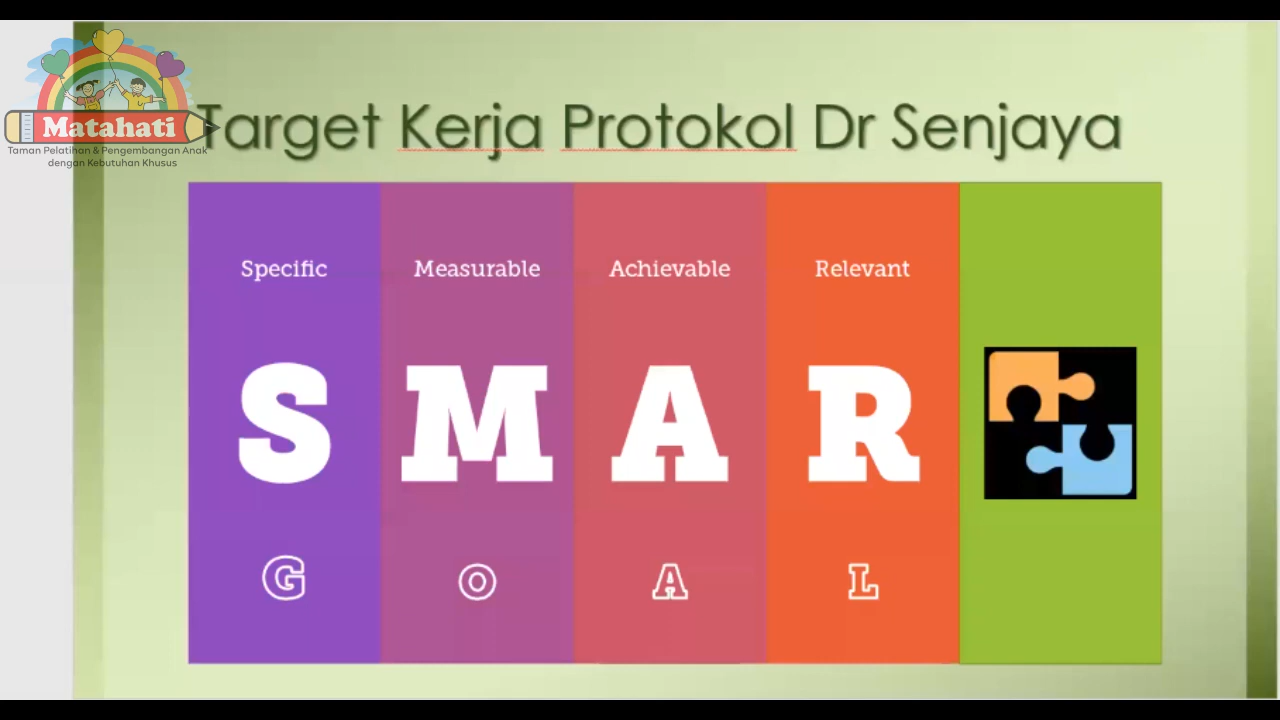 Matahati
Taman Pelatihan & Pengembangan Anak
dengan Kebutuhan Khusus
Target Kerja Protokol Dr Senjaya
Specific Measurable Achievable Relevant
S M A R
G O A L